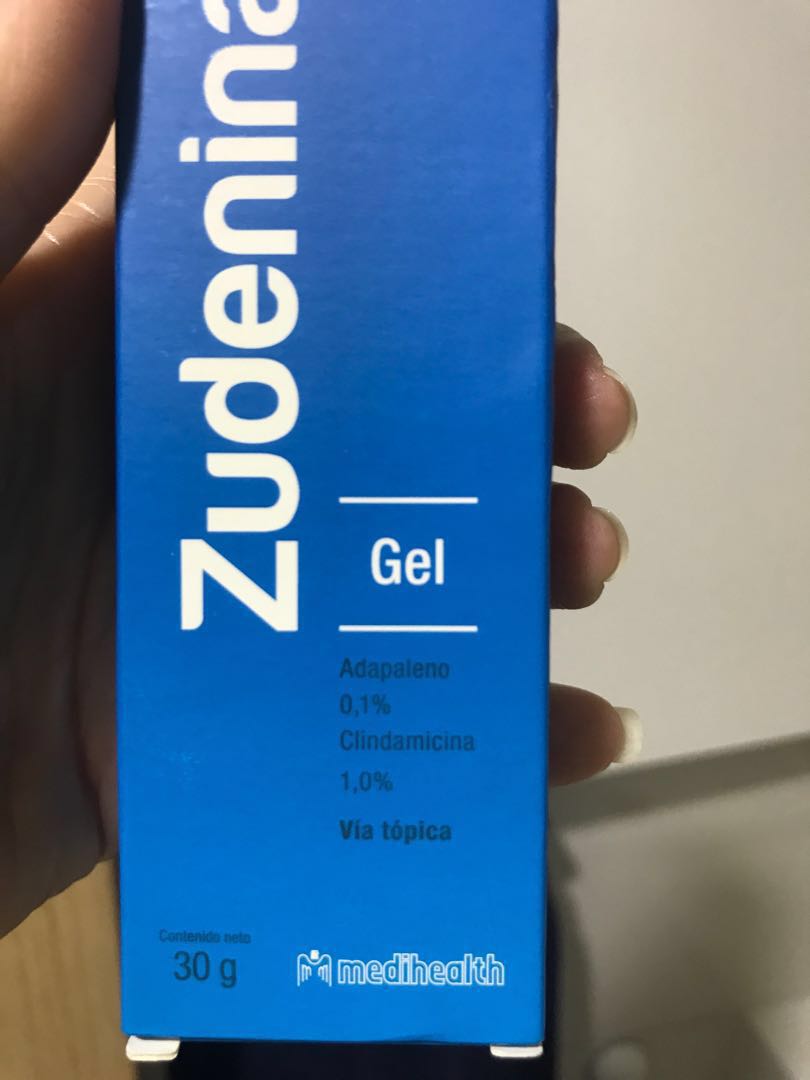 Zudenina
Gel
Adapaleno
0,1%
Clindamicina
1,0%
Vía tópica
Contenido neto
30 g
medihealth